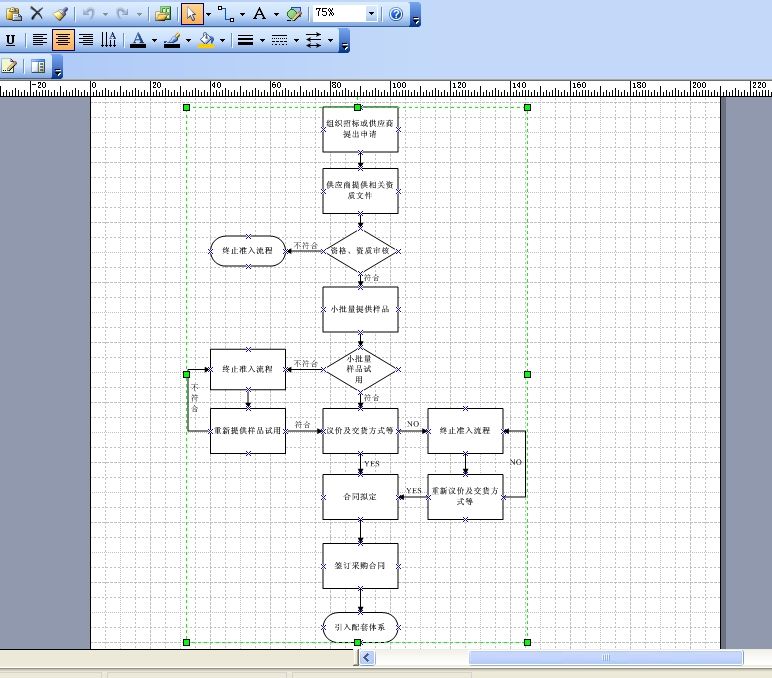 U
A
A
75%
-20
0
20
40
60
80
100
120
140
160
180
200
220
组织招标或供应商
提出申请
供应商提供相关资
质文件
资格、资质审核
不符合
终止准入流程
符合
小批量提供样品
小批量
样品试
用
不符合
终止准入流程
符合
不
符
合
重新提供样品试用
符合
议价及交货方式等
NO
终止准入流程
YES
NO
合同拟定
YES
重新议价及交货方
式等
签订采购合同
引入配套体系